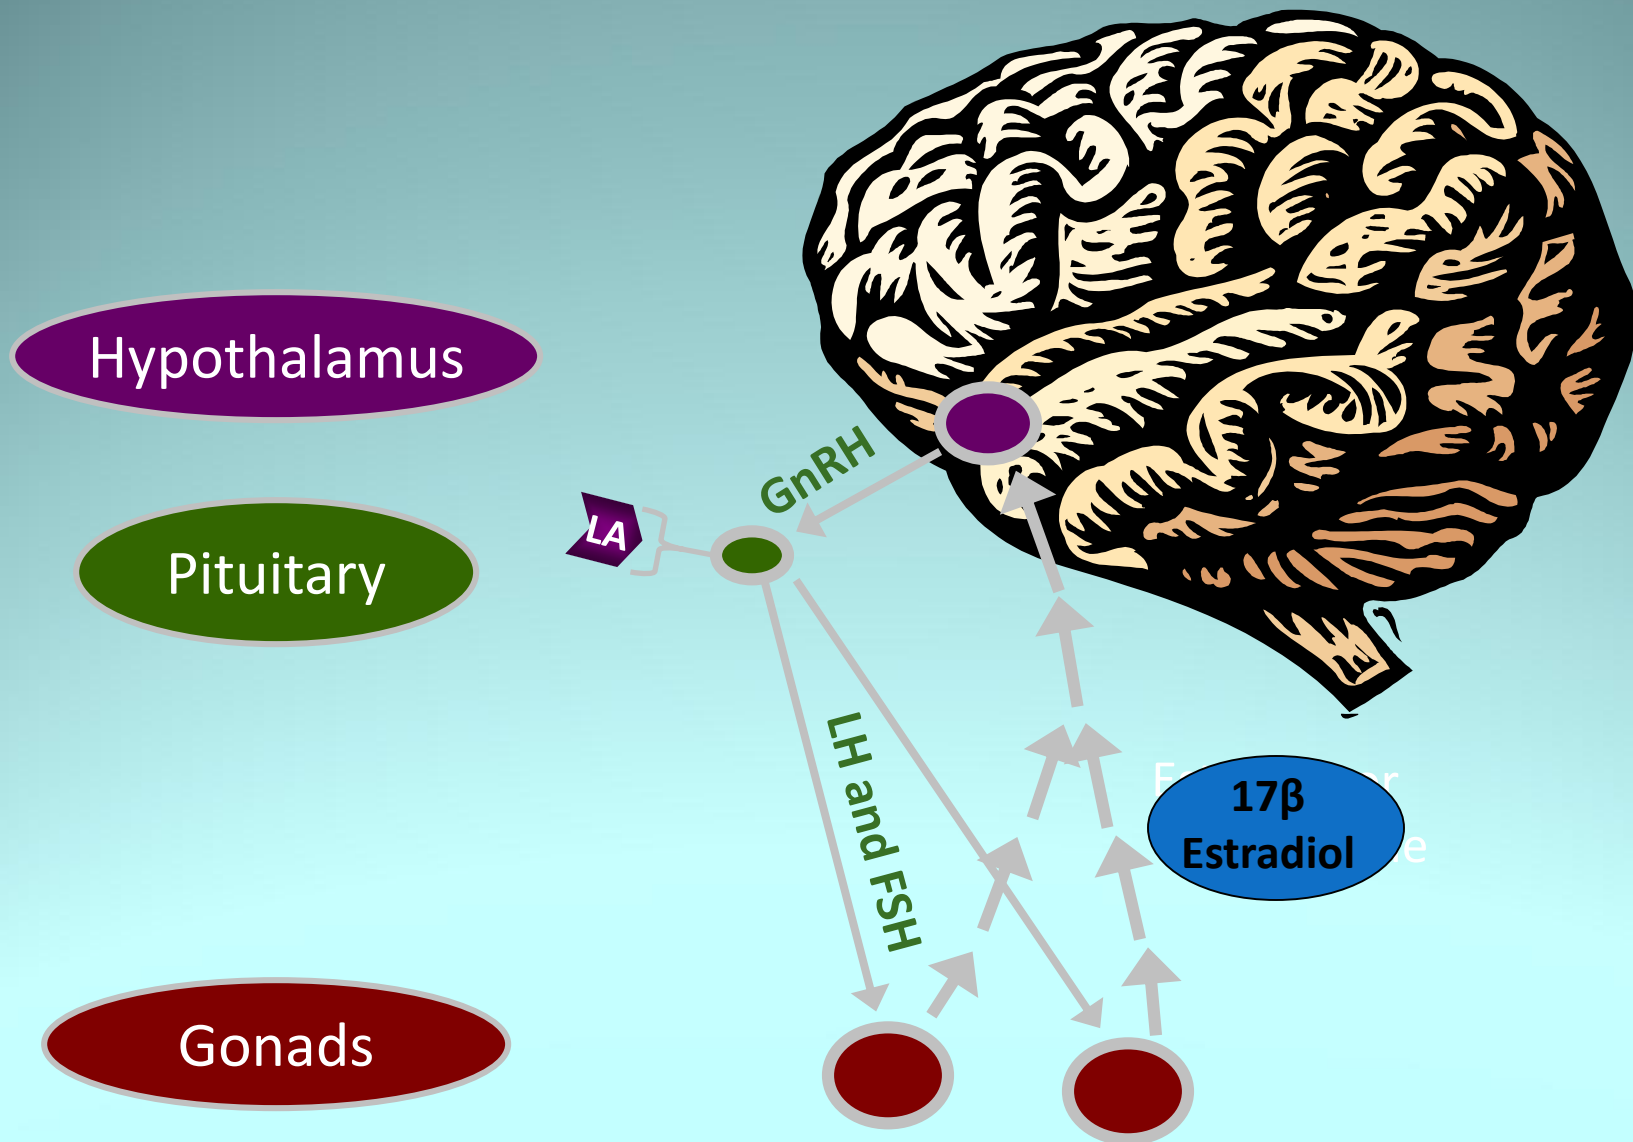 Hypothalamus
GnRH
LA
Pituitary
LH and FSH
17β
Estradiol
Gonads